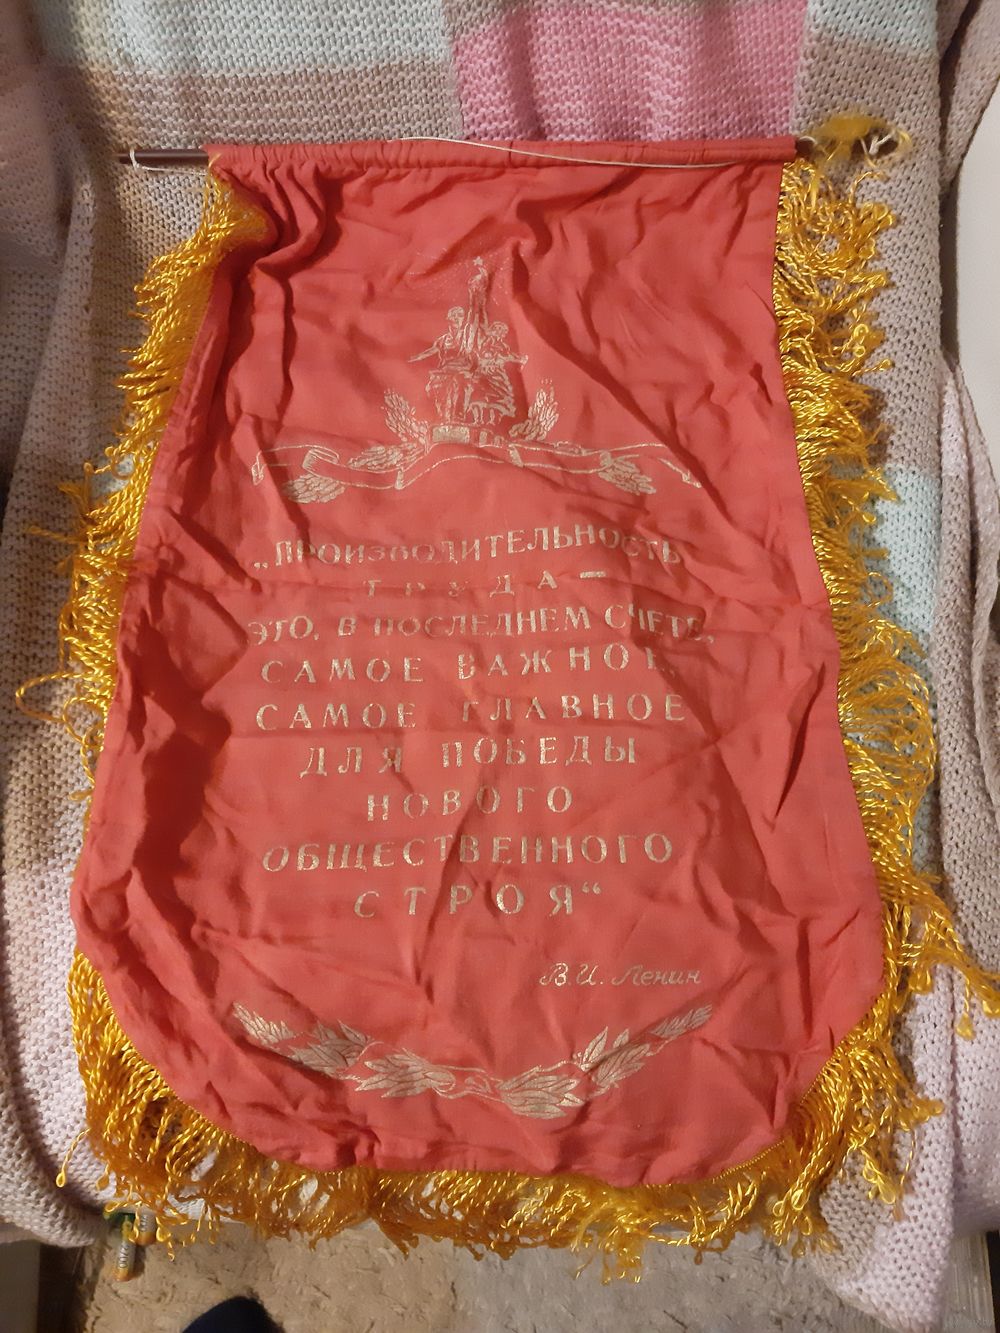 „ПРОИЗВОДИТЕЛЬНОСТЬ
ТРУДА —
ЭТО, В ПОСЛЕДНЕМ СЧЕТЕ,
САМОЕ ВАЖНОЕ,
САМОЕ ГЛАВНОЕ
ДЛЯ ПОБЕДЫ
НОВОГО
ОБЩЕСТВЕННОГО
СТРОЯ“
В. И. Ленин